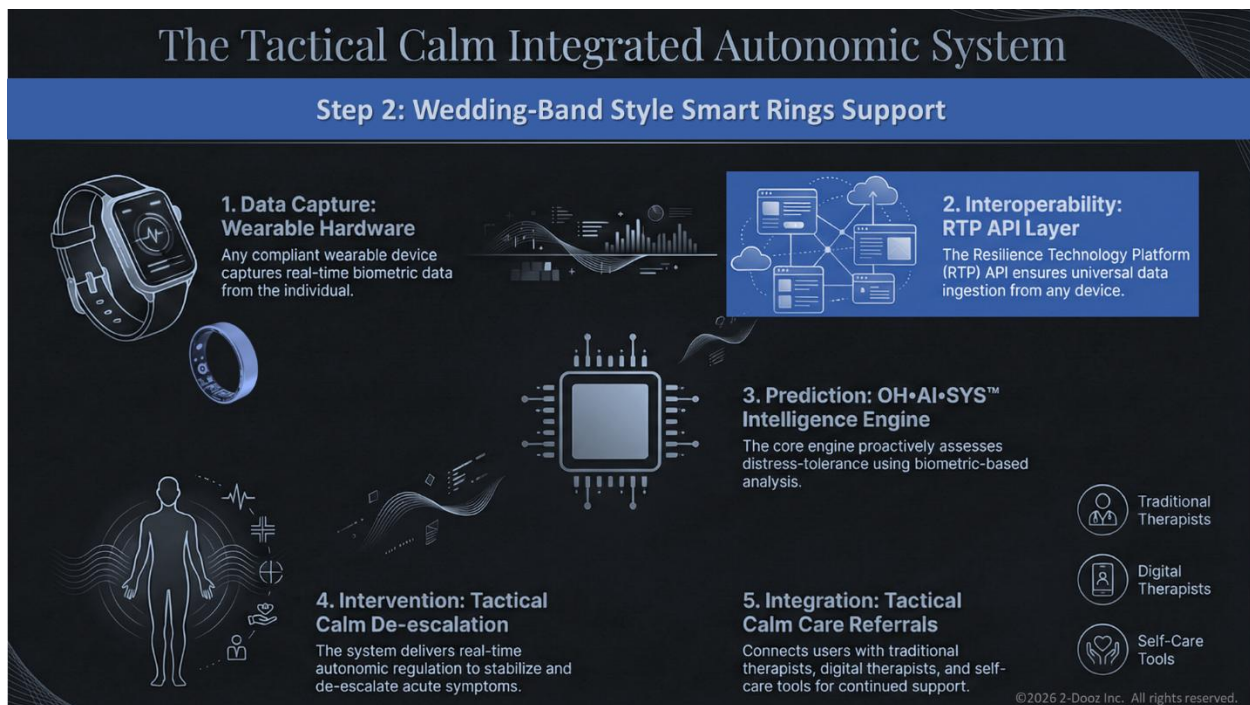 The Tactical Calm Integrated Autonomic System
Step 2: Wedding-Band Style Smart Rings Support
1. Data Capture:
Wearable Hardware
Any compliant wearable device
captures real-time biometric data
from the individual.
2. Interoperability:
RTP API Layer
The Resilience Technology Platform
(RTP) API ensures universal data
ingestion from any device.
3. Prediction: OH•AI•SYS™
Intelligence Engine
The core engine proactively assesses
distress-tolerance using biometric-based
analysis.
4. Intervention: Tactical
Calm De-escalation
The system delivers real-time
autonomic regulation to stabilize and
de-escalate acute symptoms.
5. Integration: Tactical
Calm Care Referrals
Connects users with traditional
therapists, digital therapists, and self-
care tools for continued support.
Traditional
Therapists
Digital
Therapists
Self-Care
Tools
©2026 2-Dooz Inc. All rights reserved.